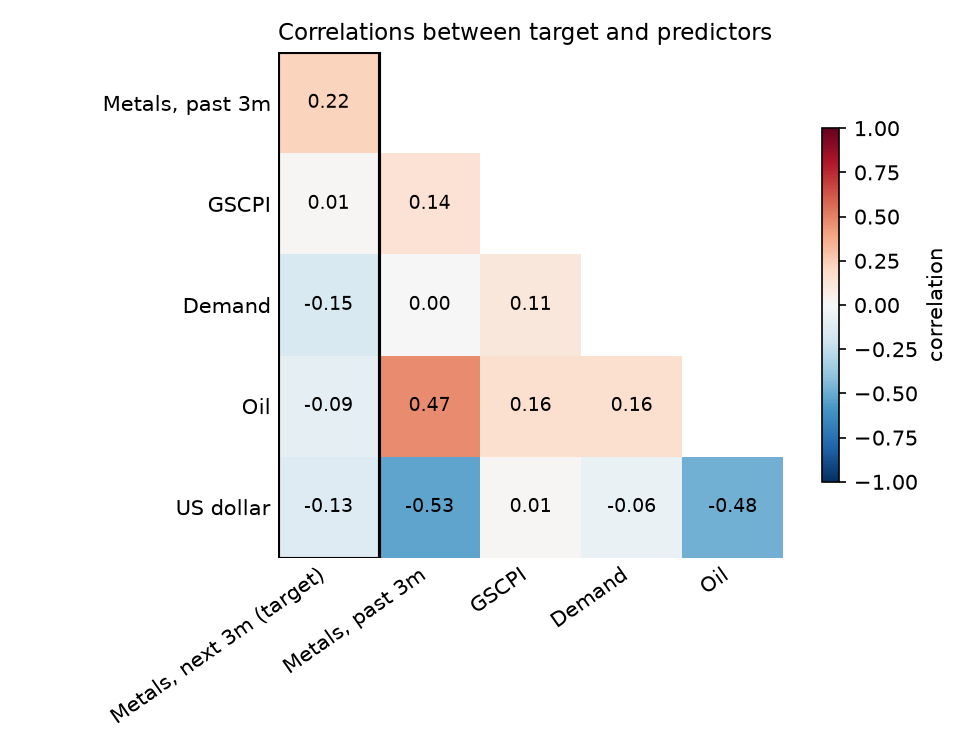 Correlations between target and predictors
Metals, past 3m
0.22
GSCPI
0.01
0.14
Demand
-0.15
0.00
0.11
Oil
-0.09
0.47
0.16
0.16
US dollar
-0.13
-0.53
0.01
-0.06
-0.48
Metals, next 3m (target)
Metals, past 3m
GSCPI
Demand
Oil
1.00
0.75
0.50
0.25
0.00
−0.25
−0.50
−0.75
−1.00
correlation